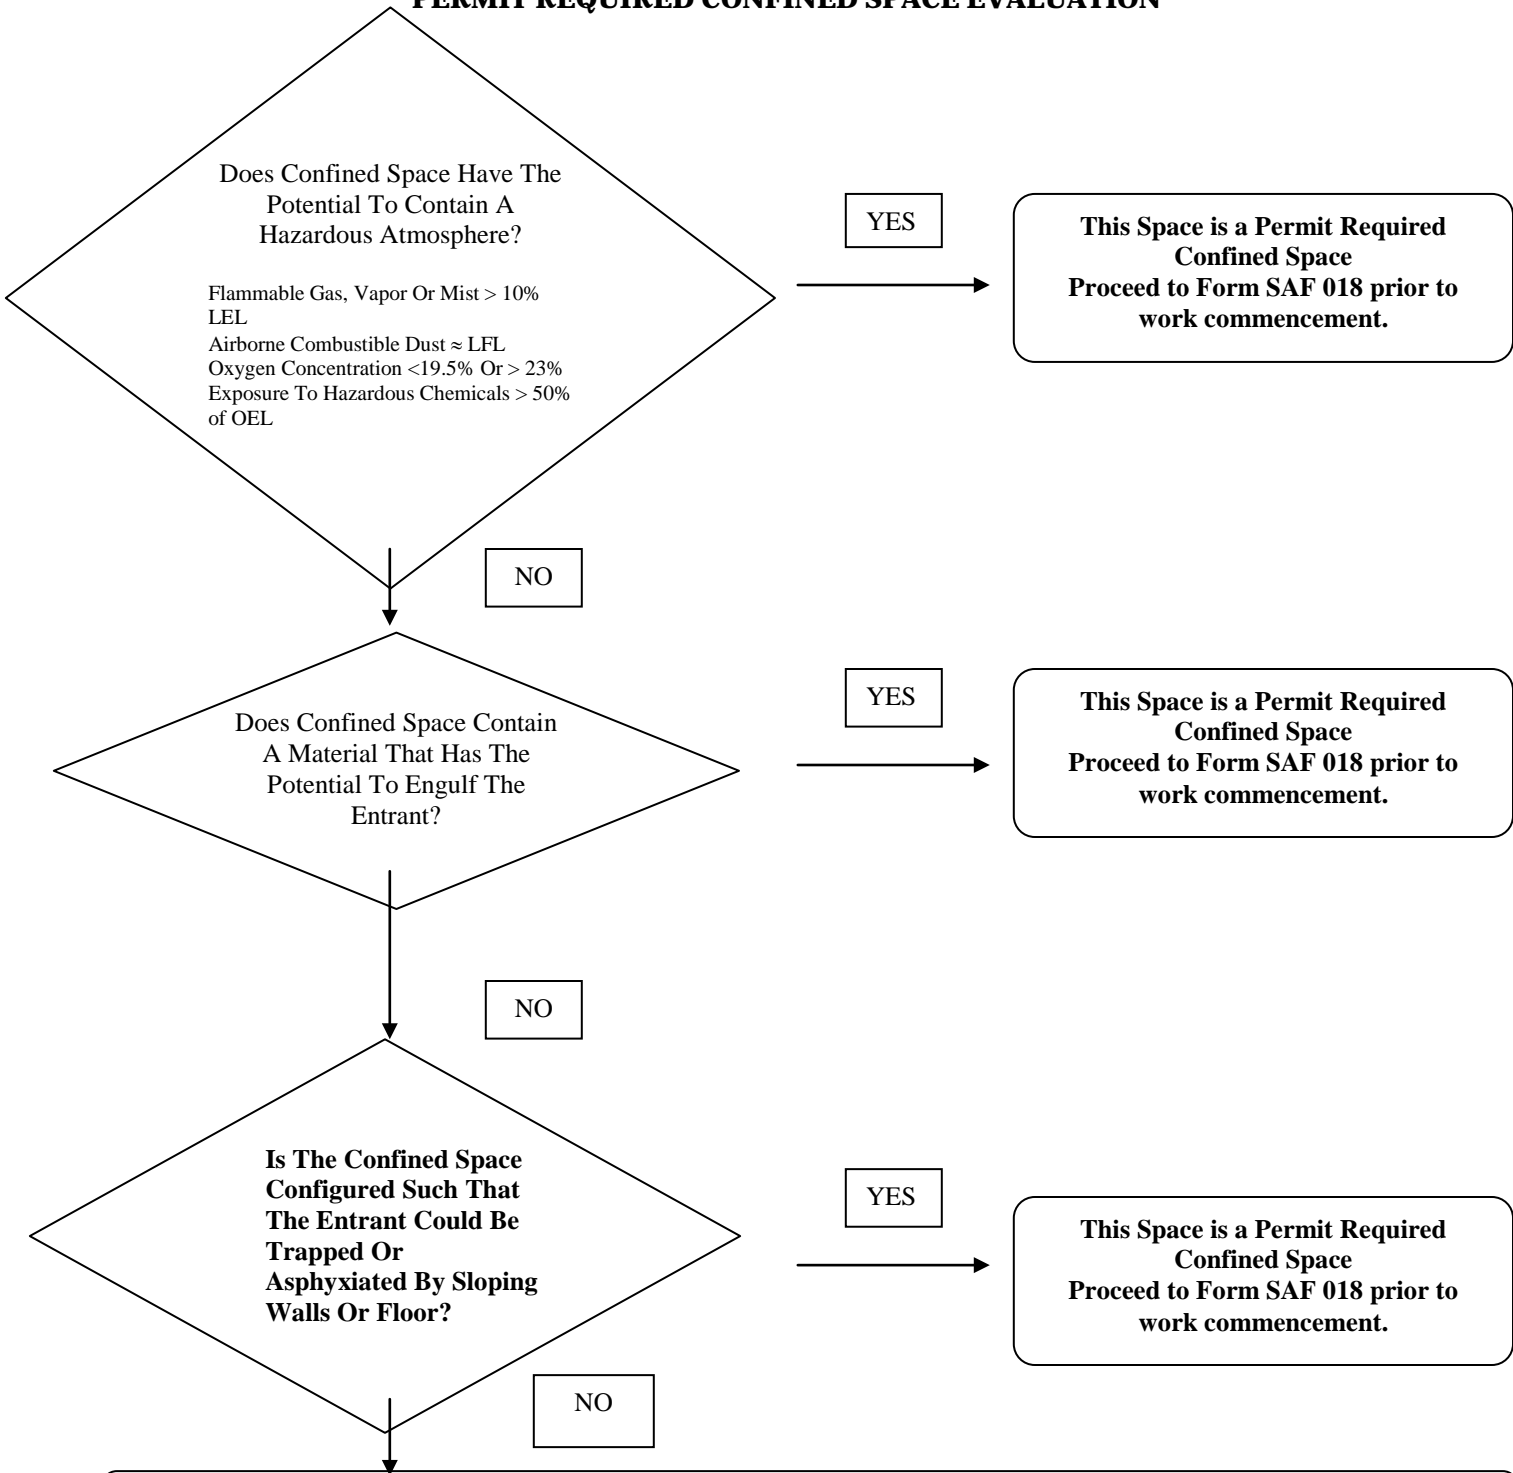 PERMIT REQUIRED CONFINED SPACE EVALUATION
Does Confined Space Have The
Potential To Contain A
Hazardous Atmosphere?
Flammable Gas, Vapor Or Mist > 10%
LEL
Airborne Combustible Dust ≈ LFL
Oxygen Concentration <19.5% Or > 23%
Exposure To Hazardous Chemicals > 50%
of OEL
YES
This Space is a Permit Required
Confined Space
Proceed to Form SAF 018 prior to
work commencement.
NO
Does Confined Space Contain
A Material That Has The
Potential To Engulf The
Entrant?
YES
This Space is a Permit Required
Confined Space
Proceed to Form SAF 018 prior to
work commencement.
NO
Is The Confined Space
Configured Such That
The Entrant Could Be
Trapped Or
Asphyxiated By Sloping
Walls Or Floor?
YES
This Space is a Permit Required
Confined Space
Proceed to Form SAF 018 prior to
work commencement.
NO